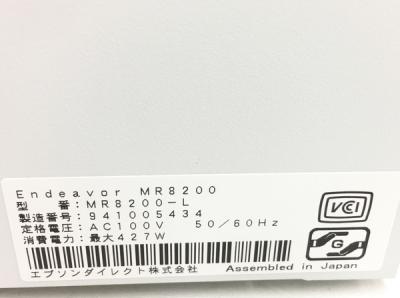 Endeavor MR8200
型　　番:MR8200-L
製造番号:941005434
定格電圧:AC100V　50/60Hz
消費電力:最大427W
エプソンダイレクト株式会社　Assembled in Japan
VCI
G